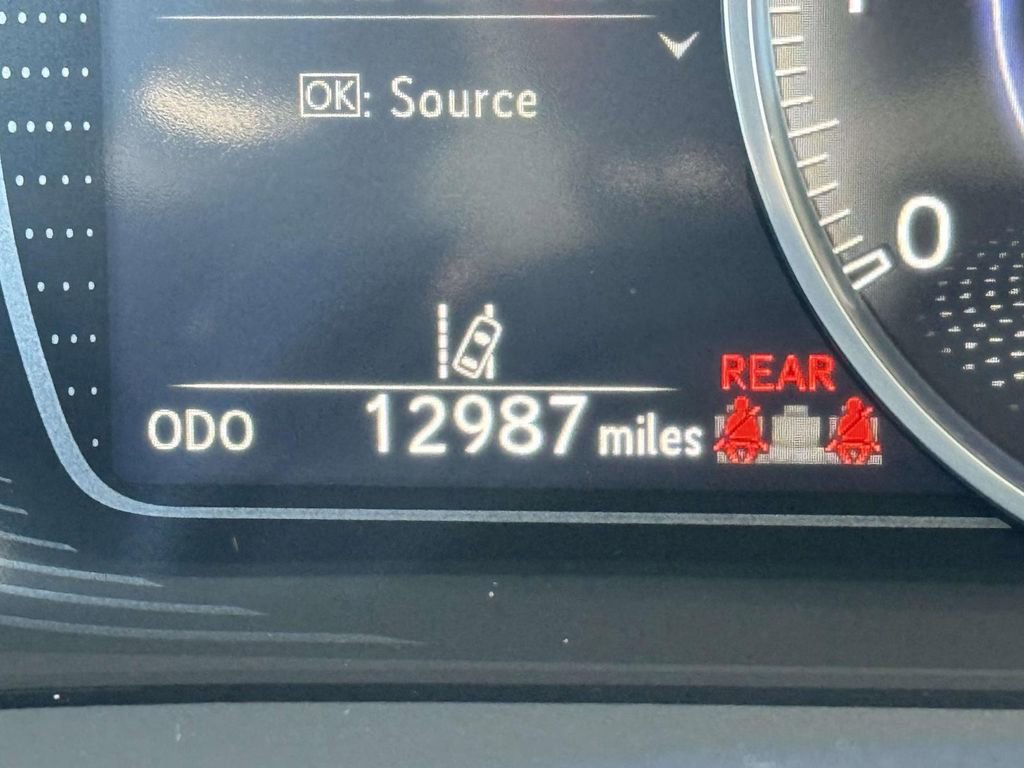 OK: Source
0
REAR
ODO 12987 miles